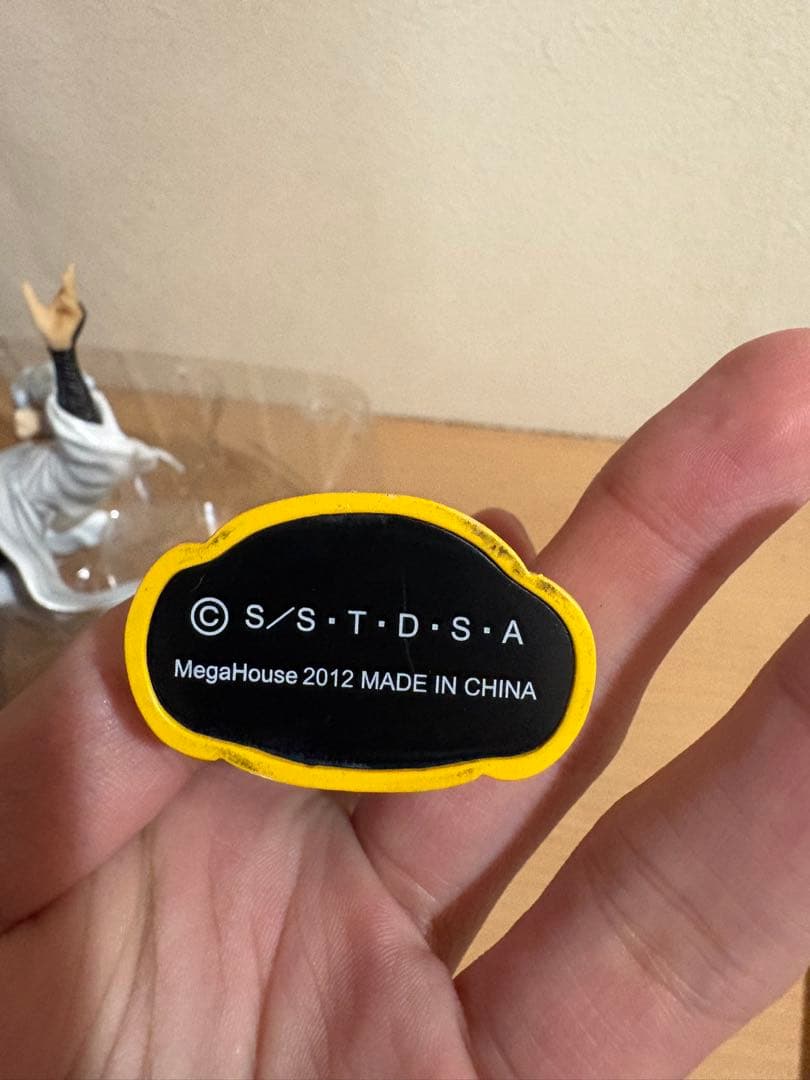 © S／S・T・D・S・A
MegaHouse 2012 MADE IN CHINA